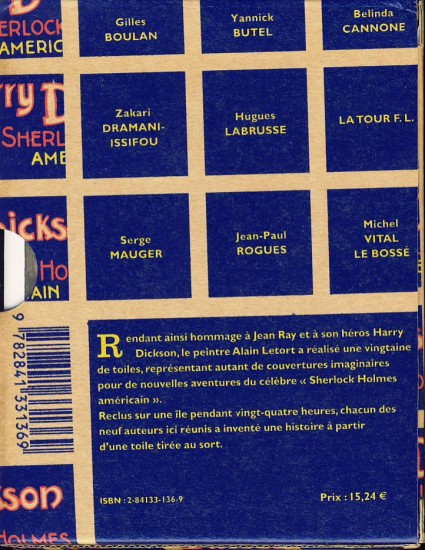 D
ERLOCK
AMERIC
Gilles
BOULAN
Yannick
BUTEL
Belinda
CANNONE
rry D
SHERL
AME
Zakari
DRAMANI-
ISSIFOU
Hugues
LABRUSSE
LA TOUR F. L.
icks
HO
AIN
Serge
MAUGER
Jean-Paul
ROGUES
Michel
VITAL
LE BOSSÉ
9 782841 331369
Rendant ainsi hommage à Jean Ray et à son héros Harry
Dickson, le peintre Alain Letort a réalisé une vingtaine
de toiles, représentant autant de couvertures imaginaires
pour de nouvelles aventures du célèbre « Sherlock Holmes
américain ».
Reclus sur une île pendant vingt-quatre heures, chacun des
neuf auteurs ici réunis a inventé une histoire à partir
d'une toile tirée au sort.
ckson
HOLMES
ISBN : 2-84133-136-9
Prix : 15,24 €